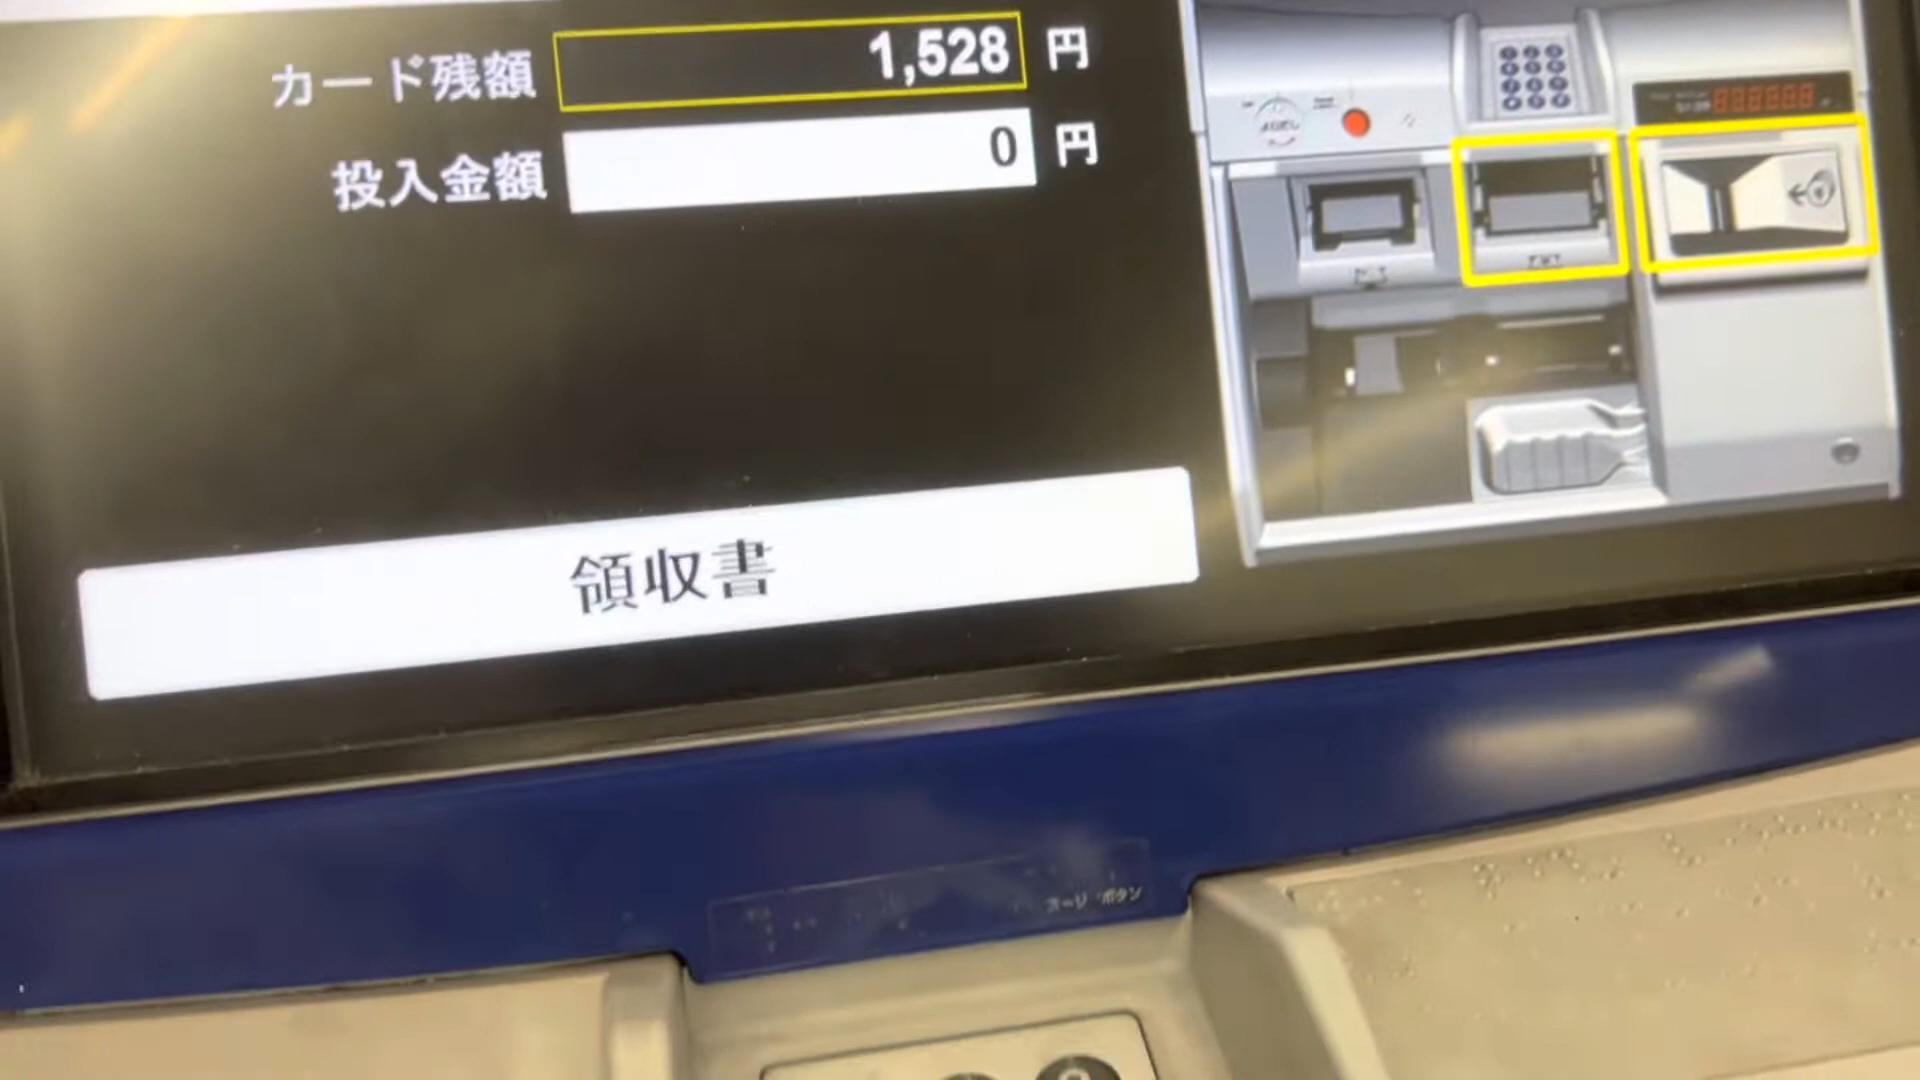 カード残額 1,528 円
投入金額 0 円
領収書